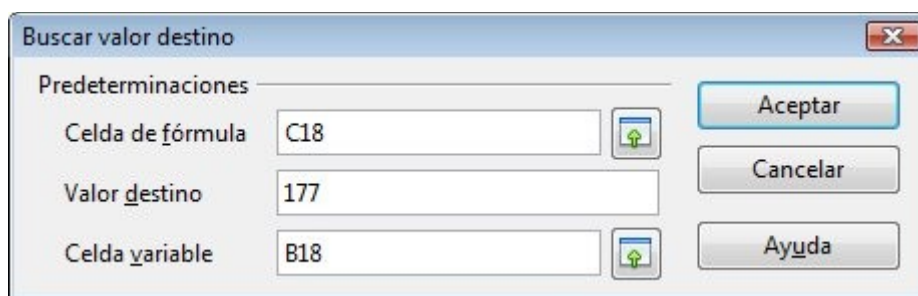 Buscar valor destino
Predeterminaciones
Celda de fórmula C18
Valor destino 177
Celda variable B18
Aceptar
Cancelar
Ayuda